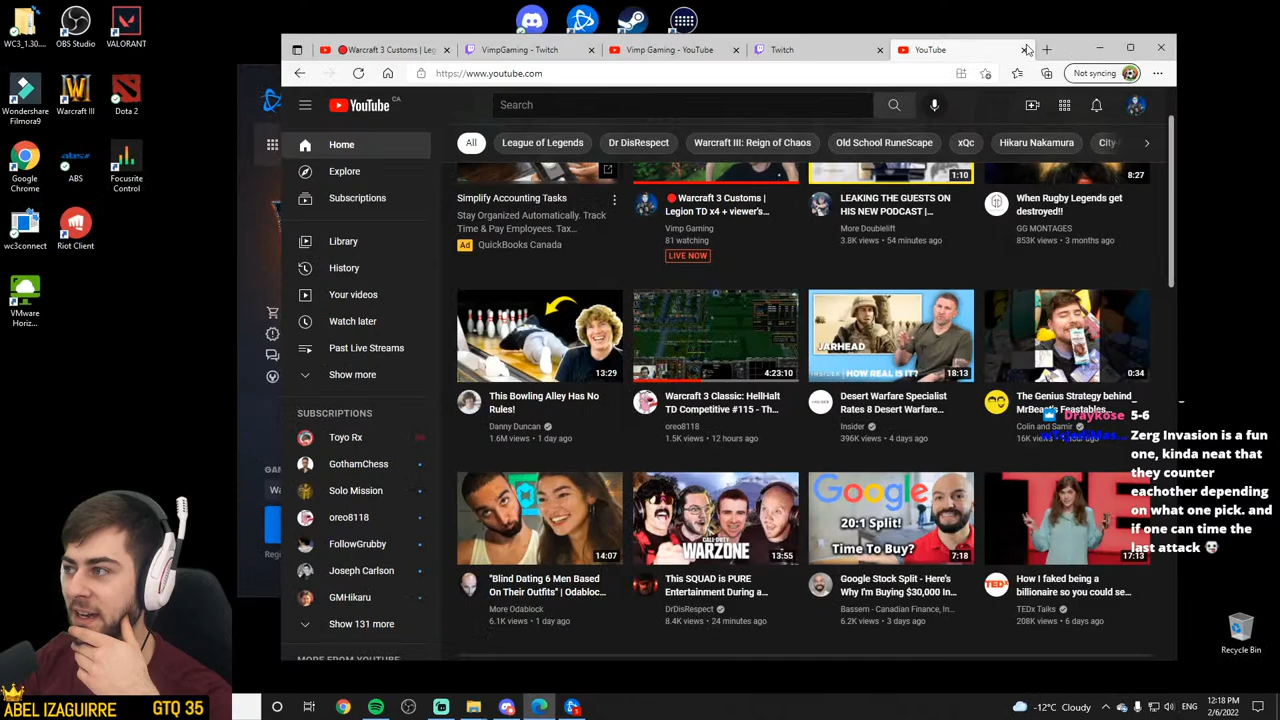 WC3_1.30....
OBS Studio
VALORANT
Wondershare
Filmora9
Warcraft III
Dota 2
Google
Chrome
ABS
Focusrite
Control
wc3connect
Riot Client
VMware
Horiz...
Recycle Bin
Warcraft 3 Customs | Leg
VimpGaming - Twitch
Vimp Gaming - YouTube
Twitch
YouTube
https://www.youtube.com
Not syncing
YouTube CA
Search
Home
Explore
Subscriptions
Library
History
Your videos
Watch later
Past Live Streams
Show more
SUBSCRIPTIONS
Toyo Rx
GothamChess
Solo Mission
oreo8118
FollowGrubby
Joseph Carlson
GMHikaru
Show 131 more
MORE FROM YOUTUBE
All
League of Legends
Dr DisRespect
Warcraft III: Reign of Chaos
Old School RuneScape
xQc
Hikaru Nakamura
City
1:10
8:27
Simplify Accounting Tasks
Stay Organized Automatically. Track
Time & Pay Employees. Tax...
Ad QuickBooks Canada
Warcraft 3 Customs |
Legion TD x4 + viewer's...
Vimp Gaming
81 watching
LIVE NOW
LEAKING THE GUESTS ON
HIS NEW PODCAST |...
More Doublelift
3.8K views • 54 minutes ago
When Rugby Legends get
destroyed!!
GG MONTAGES
853K views • 3 months ago
13:29
4:23:10
JARHEAD
INSIDER HOW REAL IS IT?
18:13
0:34
This Bowling Alley Has No
Rules!
Danny Duncan
1.6M views • 1 day ago
Warcraft 3 Classic: HellHalt
TD Competitive #115 - Th...
oreo8118
1.5K views • 12 hours ago
Desert Warfare Specialist
Rates 8 Desert Warfare...
Insider
396K views • 4 days ago
The Genius Strategy behind
MrBeast's Feastables...
Colin and Samir
14:07
CALL OF DUTY
WARZONE
13:55
Google
20:1 Split!
Time To Buy?
7:18
17:13
"Blind Dating 6 Men Based
On Their Outfits" | Odablo...
More Odablock
6.1K views • 1 day ago
This SQUAD is PURE
Entertainment During a...
DrDisRespect
8.4K views • 24 minutes ago
Google Stock Split - Here's
Why I'm Buying $30,000 In...
Bassem - Canadian Finance, In...
6.2K views • 3 days ago
TEDx
How I faked being a
billionaire so you could se...
TEDx Talks
208K views • 6 days ago
Draykose 5-6
Zerg Invasion is a fun
one, kinda neat that
they counter
eachother depending
on what one pick. and
if one can time the
last attack
ABEL IZAGUIRRE GTQ 35
-12°C Cloudy
ENG
12:18 PM
2/6/2022